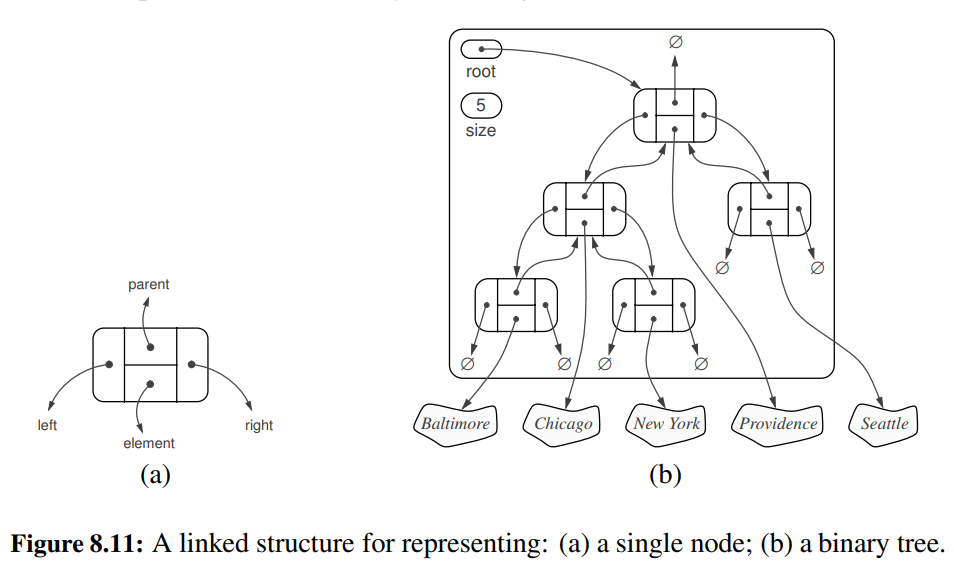 ∅
root
5
size
∅ ∅
parent
∅ ∅ ∅ ∅
left right
element
Baltimore Chicago New York Providence Seattle
(a) (b)
Figure 8.11: A linked structure for representing: (a) a single node; (b) a binary tree.